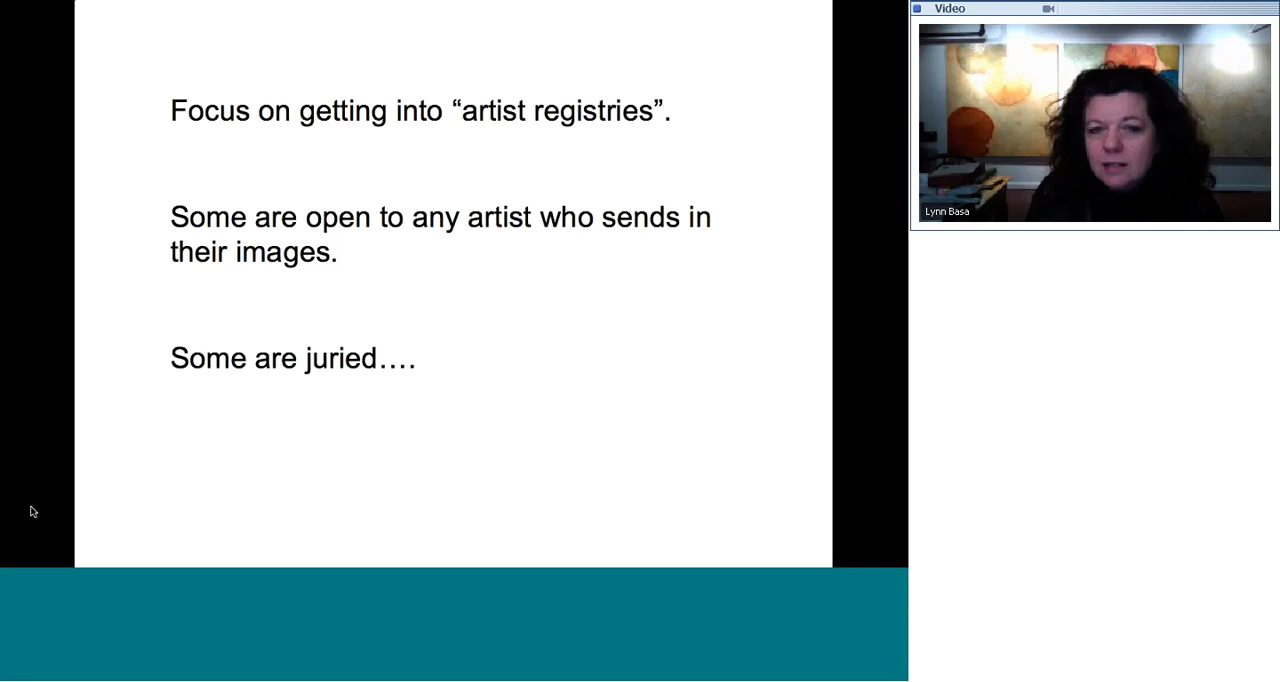 Focus on getting into “artist registries”.
Some are open to any artist who sends in
their images.
Some are juried….
Video
Lynn Basa